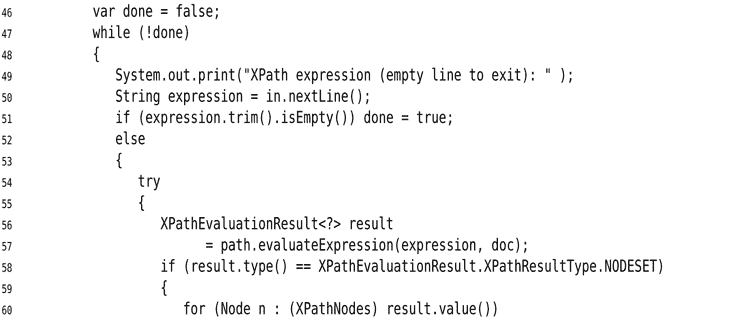 46 var done = false;
47 while (!done)
48 {
49 System.out.print("XPath expression (empty line to exit): " );
50 String expression = in.nextLine();
51 if (expression.trim().isEmpty()) done = true;
52 else
53 {
54 try
55 {
56 XPathEvaluationResult<?> result
57 = path.evaluateExpression(expression, doc);
58 if (result.type() == XPathEvaluationResult.XPathResultType.NODESET)
59 {
60 for (Node n : (XPathNodes) result.value())